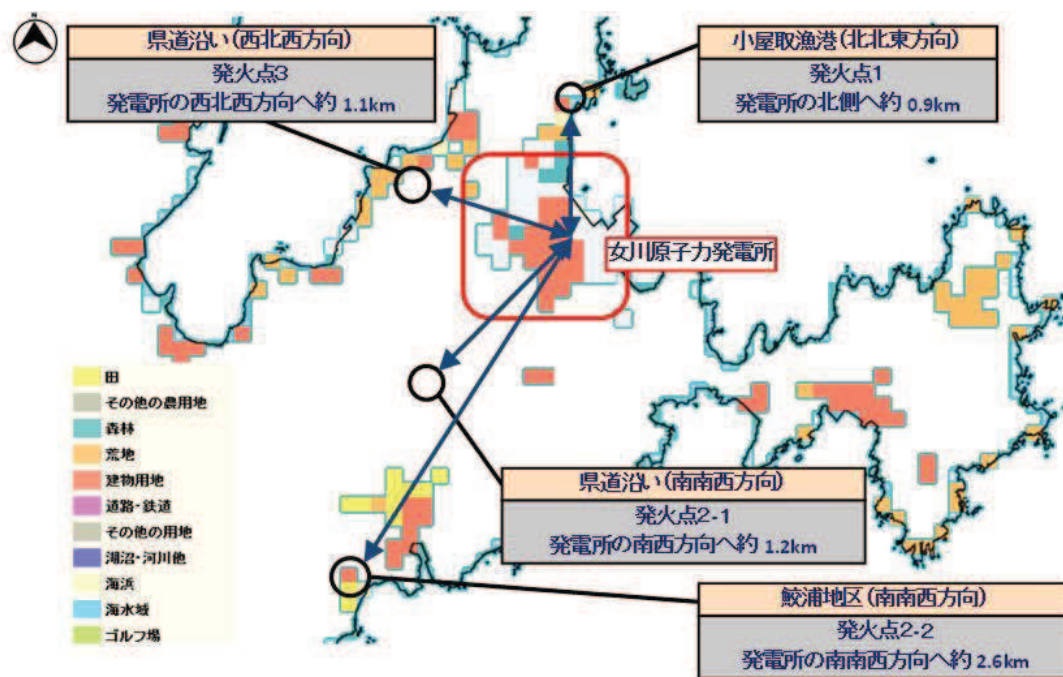 県道沿い(西北西方向)
発火点3
発電所の西北西方向へ約 1.1km
小屋取漁港(北北東方向)
発火点1
発電所の北側へ約 0.9km
女川原子力発電所
田
その他の農用地
森林
荒地
建物用地
道路・鉄道
その他の用地
湖沼・河川他
海浜
海水域
ゴルフ場
県道沿い(南南西方向)
発火点2-1
発電所の南西方向へ約 1.2km
鮫浦地区(南南西方向)
発火点2-2
発電所の南南西方向へ約 2.6km